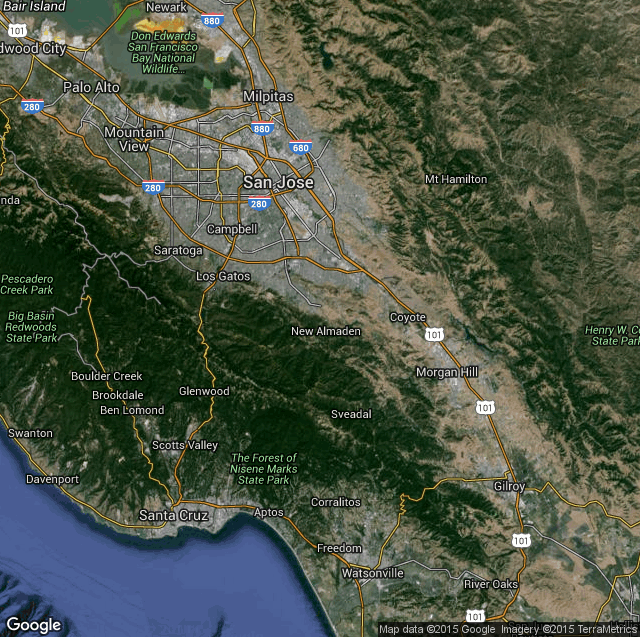 Bair Island
Newark
880
101
Don Edwards
San Francisco
Bay National
Wildlife...
dwood City
Palo Alto
Milpitas
280
880
Mountain
View
680
San Jose
Mt Hamilton
280
280
nda
Campbell
Saratoga
Los Gatos
Pescadero
Creek Park
Big Basin
Redwoods
State Park
Coyote
New Almaden
101
Henry W. C
State Park
Boulder Creek
Morgan Hill
Brookdale
Glenwood
Ben Lomond
101
Sveadal
Swanton
Scotts Valley
The Forest of
Nisene Marks
State Park
Davenport
Gilroy
Santa Cruz
Aptos
Corralitos
101
Freedom
Watsonville
River Oaks
101
Google
Map data ©2015 Google Imagery ©2015 TerraMetrics